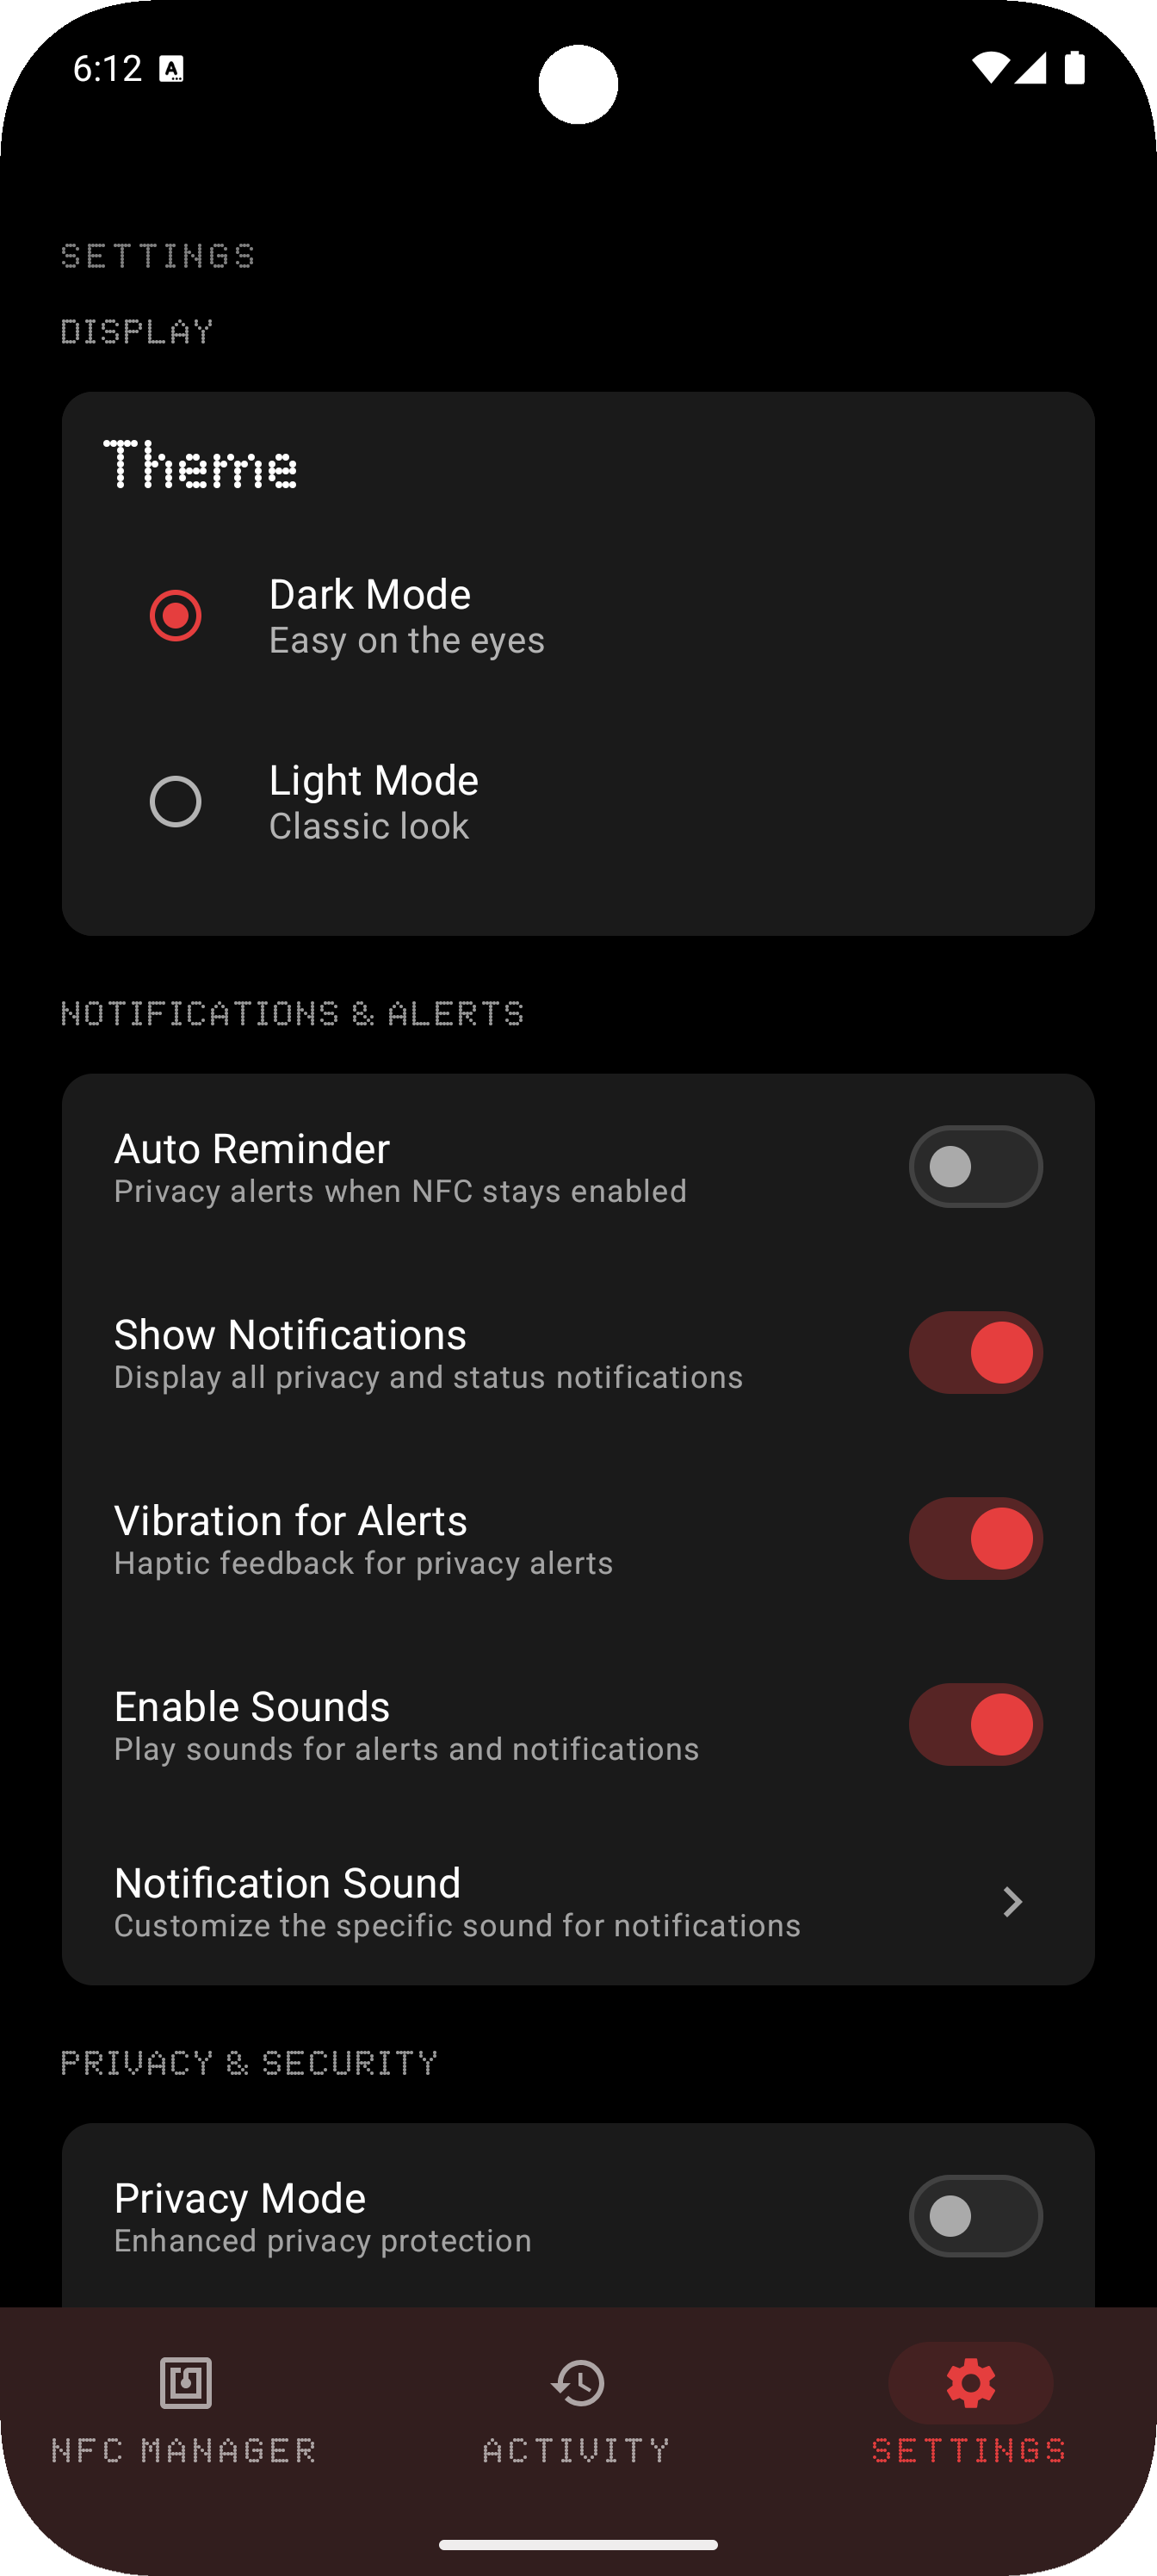 6:12
SETTINGS
DISPLAY
Theme
Dark Mode
Easy on the eyes
Light Mode
Classic look
NOTIFICATIONS & ALERTS
Auto Reminder
Privacy alerts when NFC stays enabled
Show Notifications
Display all privacy and status notifications
Vibration for Alerts
Haptic feedback for privacy alerts
Enable Sounds
Play sounds for alerts and notifications
Notification Sound
Customize the specific sound for notifications
PRIVACY & SECURITY
Privacy Mode
Enhanced privacy protection
NFC MANAGER
ACTIVITY
SETTINGS